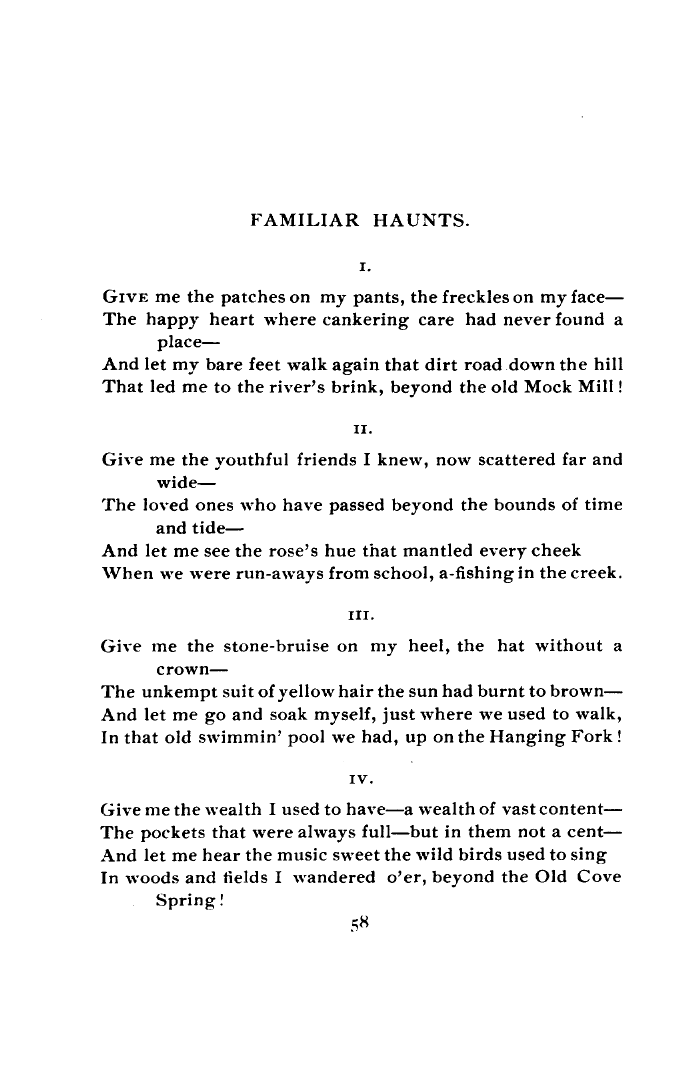 FAMILIAR HAUNTS.
I.
GIVE me the patches on my pants, the freckles on my face—
The happy heart where cankering care had never found a
place—
And let my bare feet walk again that dirt road down the hill
That led me to the river's brink, beyond the old Mock Mill!
II.
Give me the youthful friends I knew, now scattered far and
wide—
The loved ones who have passed beyond the bounds of time
and tide—
And let me see the rose's hue that mantled every cheek
When we were run-aways from school, a-fishing in the creek.
III.
Give me the stone-bruise on my heel, the hat without a
crown—
The unkempt suit of yellow hair the sun had burnt to brown—
And let me go and soak myself, just where we used to walk,
In that old swimmin' pool we had, up on the Hanging Fork!
IV.
Give me the wealth I used to have—a wealth of vast content—
The pockets that were always full—but in them not a cent—
And let me hear the music sweet the wild birds used to sing
In woods and fields I wandered o'er, beyond the Old Cove
Spring!
58